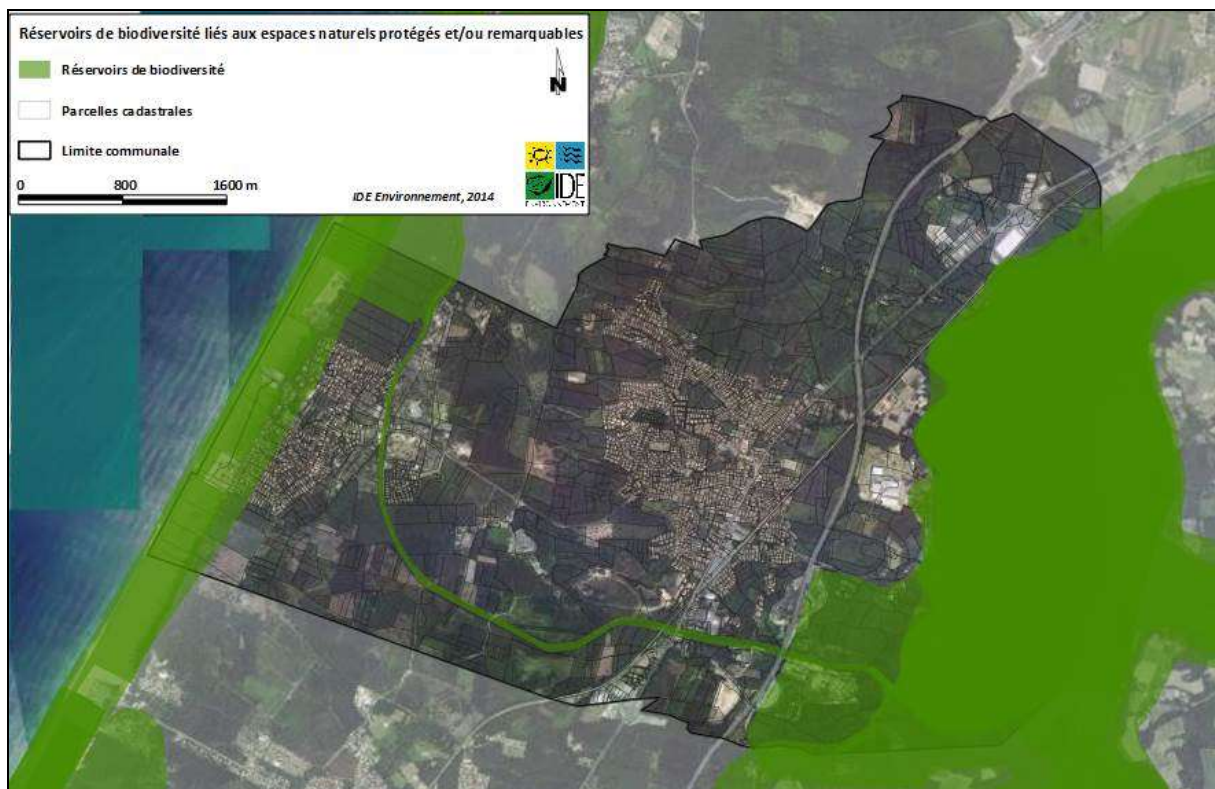 Réservoirs de biodiversité liés aux espaces naturels protégés et/ou remarquables
Réservoirs de biodiversité
N
Parcelles cadastrales
Limite communale
0 800 1600 m
IDE Environnement, 2014
IDE